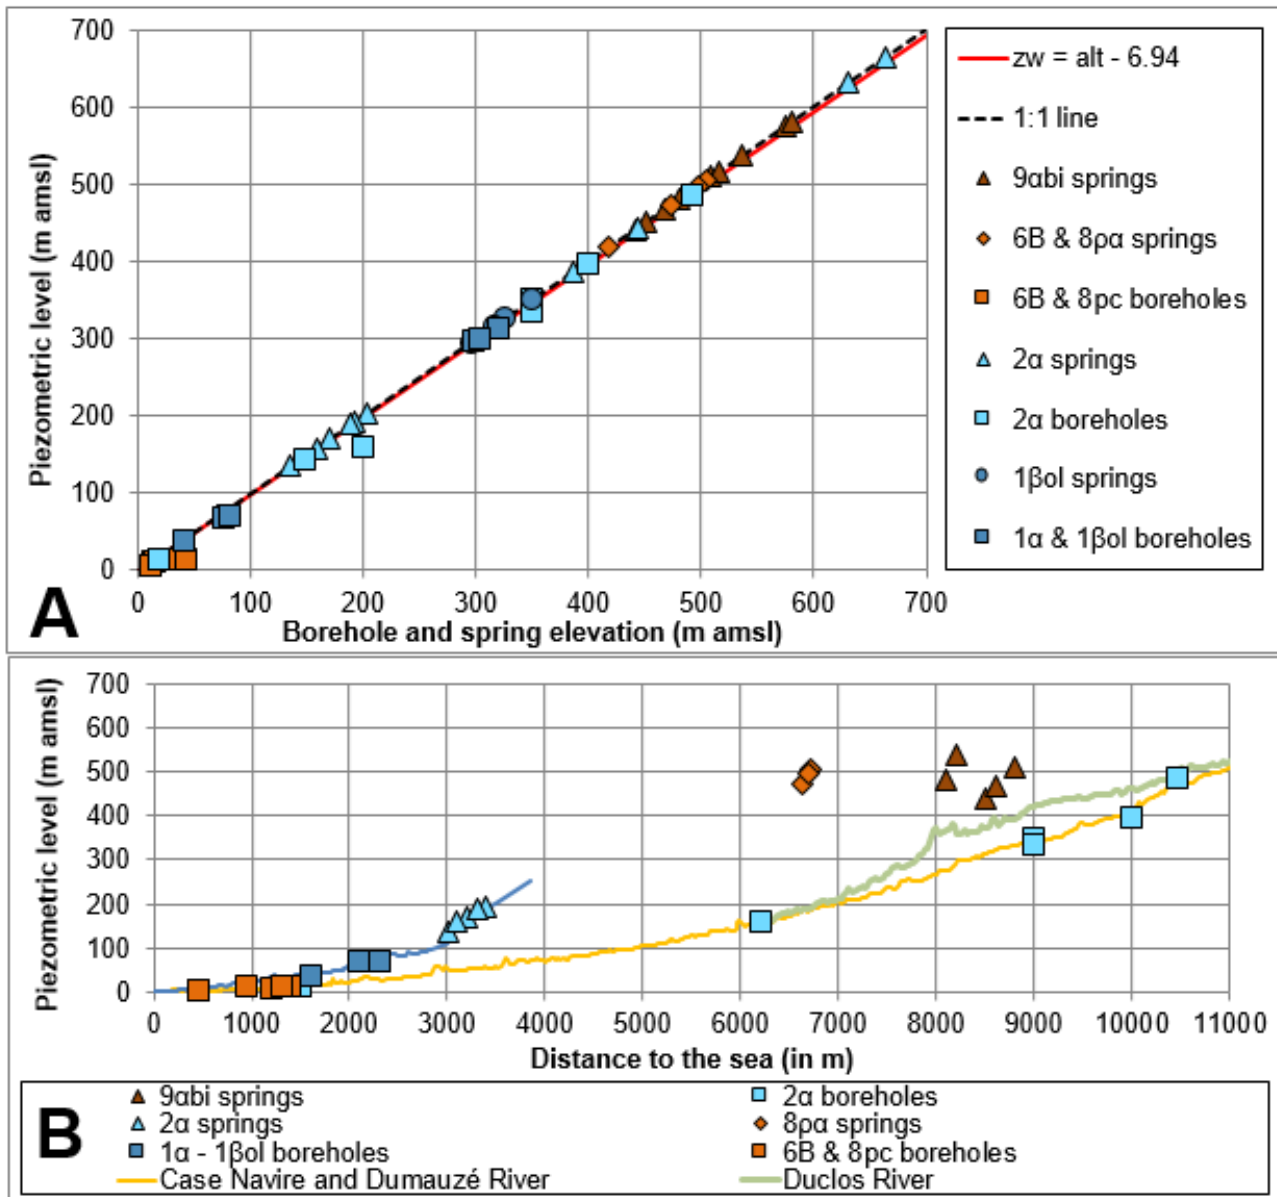 700
600
500
400
300
200
100
0
Piezometric level (m amsl)
0 100 200 300 400 500 600 700
Borehole and spring elevation (m amsl)
A
zw = alt - 6.94
1:1 line
9αbi springs
6B & 8ρα springs
6B & 8pc boreholes
2α springs
2α boreholes
1βol springs
1α & 1βol boreholes
700
600
500
400
300
200
100
0
Piezometric level (m amsl)
0 1000 2000 3000 4000 5000 6000 7000 8000 9000 10000 11000
Distance to the sea (in m)
B
9αbi springs 2α boreholes
2α springs 8ρα springs
1α - 1βol boreholes 6B & 8pc boreholes
Case Navire and Dumauzé River Duclos River